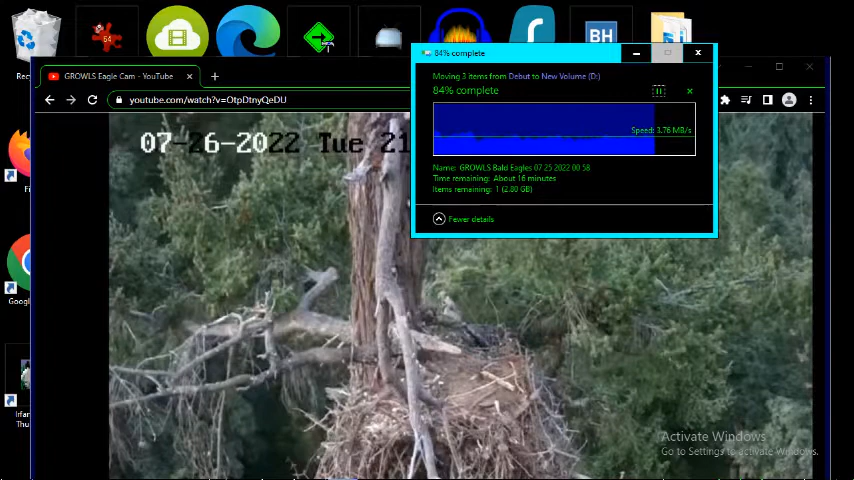 84% complete
Moving 3 items from Debut to New Volume (D:)
84% complete
Speed: 3.76 MB/s
Name: GROWLS Bald Eagles 07 25 2022 00 58
Time remaining: About 16 minutes
Items remaining: 1 (2.00 GB)
Fewer details
GROWLS Eagle Cam - YouTube
youtube.com/watch?v=OtpDtnyQeDU
07-26-2022 Tue 21
64
BH
Activate Windows
Go to Settings to activate Windows.